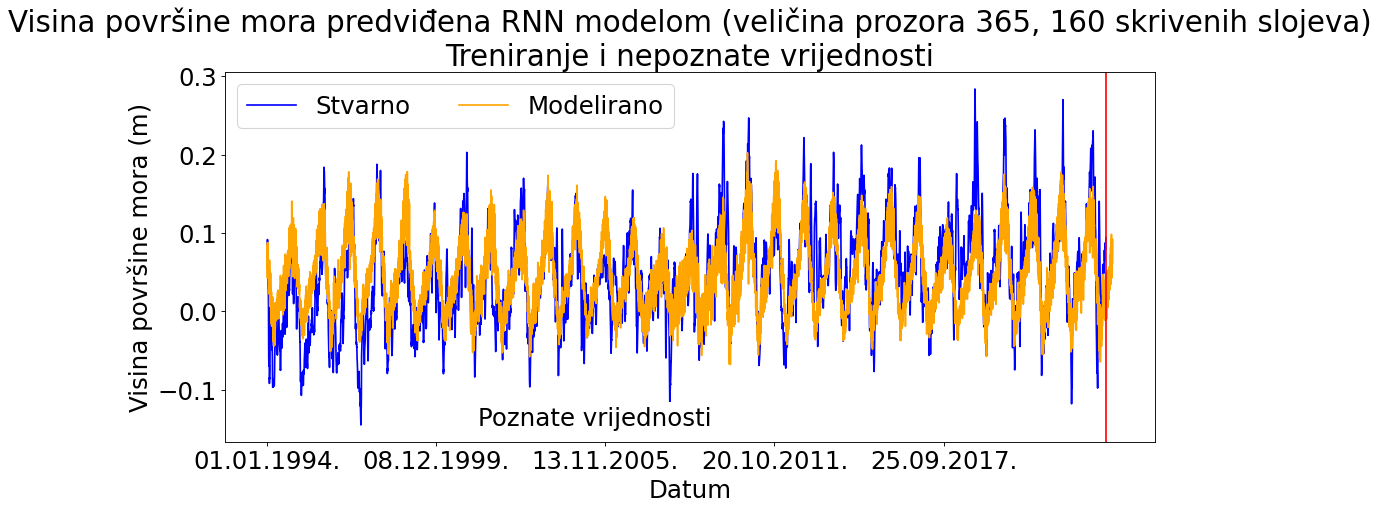 Visina površine mora predviđena RNN modelom (veličina prozora 365, 160 skrivenih slojeva)
Treniranje i nepoznate vrijednosti
Stvarno Modelirano
Visina površine mora (m)
0.3
0.2
0.1
0.0
−0.1
Poznate vrijednosti
01.01.1994. 08.12.1999. 13.11.2005. 20.10.2011. 25.09.2017.
Datum